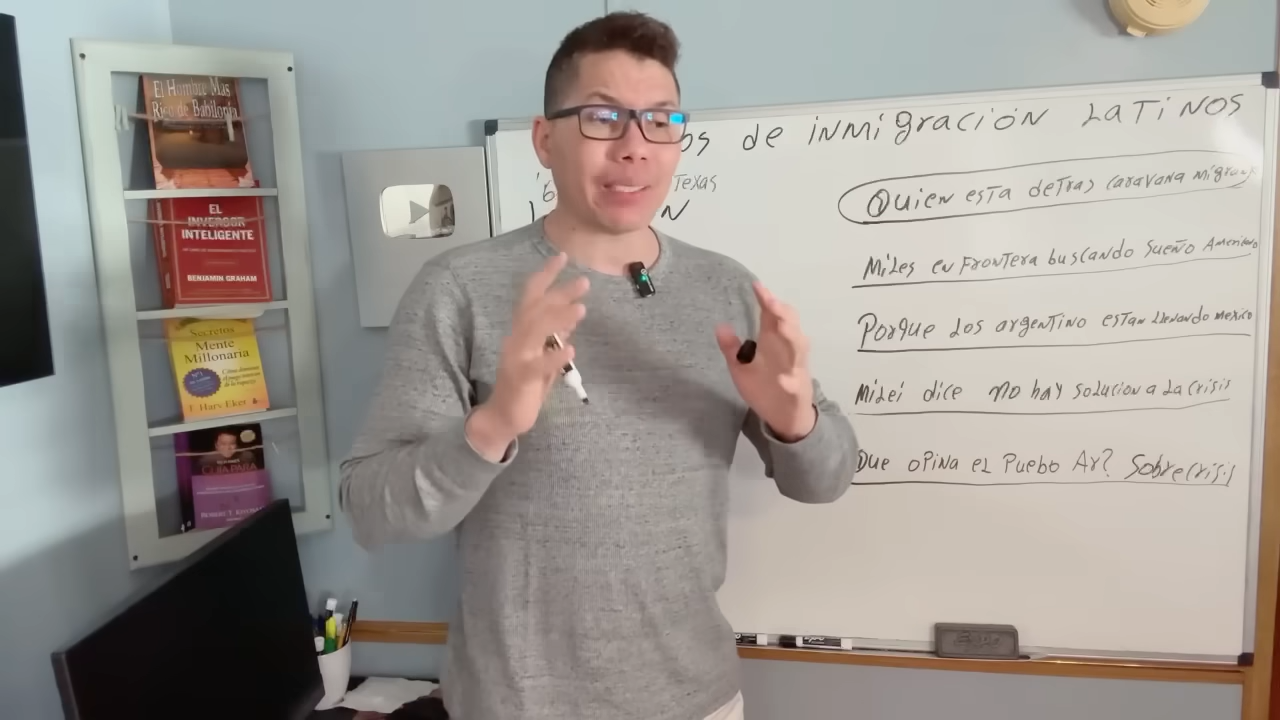 El Hombre Mas
Rico de Babilonia
EL
INVERSOR
INTELIGENTE
BENJAMIN GRAHAM
Secretos
Mente
Millonaria
T. Harv Eker
GUIA PARA
de iNMigRACIÓN LATiNOS
Texas
Quien esta detras caravana
Miles en Frontera buscando sueño Americano
Porque los argentino estan llenando mexico
Milei dice no hay solucion a la crisis
Que opina el Puebo Ar? Sobre crisis